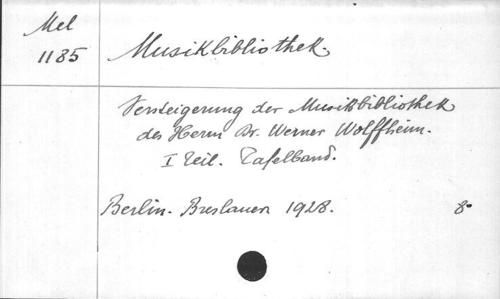 Mel
1185
Musikbibliothek.
Versteigerung der Musikbibliothek
des Herrn Dr. Werner Wolffheim.
I Teil. Tafelband.
Berlin. Breslauer 1928. 8°